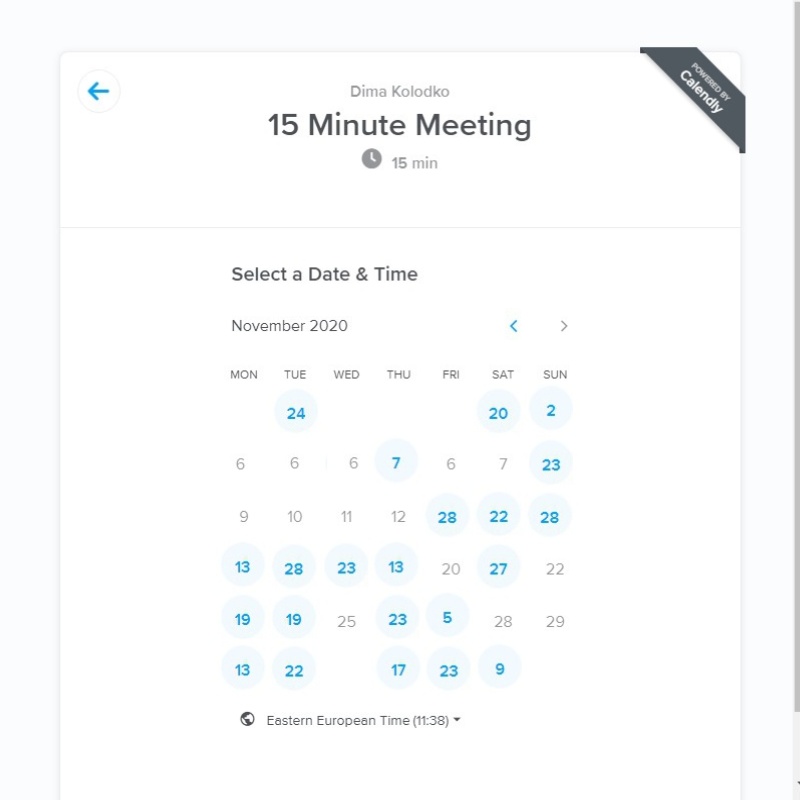 POWERED BY
Calendly
Dima Kolodko
15 Minute Meeting
15 min
Select a Date & Time
November 2020
MON TUE WED THU FRI SAT SUN
24 20 2
6 6 6 7 6 7 23
9 10 11 12 28 22 28
13 28 23 13 20 27 22
19 19 25 23 5 28 29
13 22 17 23 9
Eastern European Time (11:38)